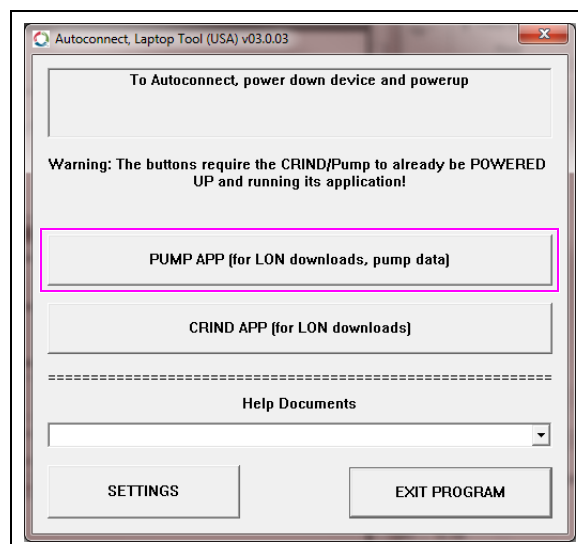 Autoconnect, Laptop Tool (USA) v03.0.03
To Autoconnect, power down device and powerup
Warning: The buttons require the CRIND/Pump to already be POWERED
UP and running its application!
PUMP APP (for LON downloads, pump data)
CRIND APP (for LON downloads)
============================================================
Help Documents
SETTINGS
EXIT PROGRAM